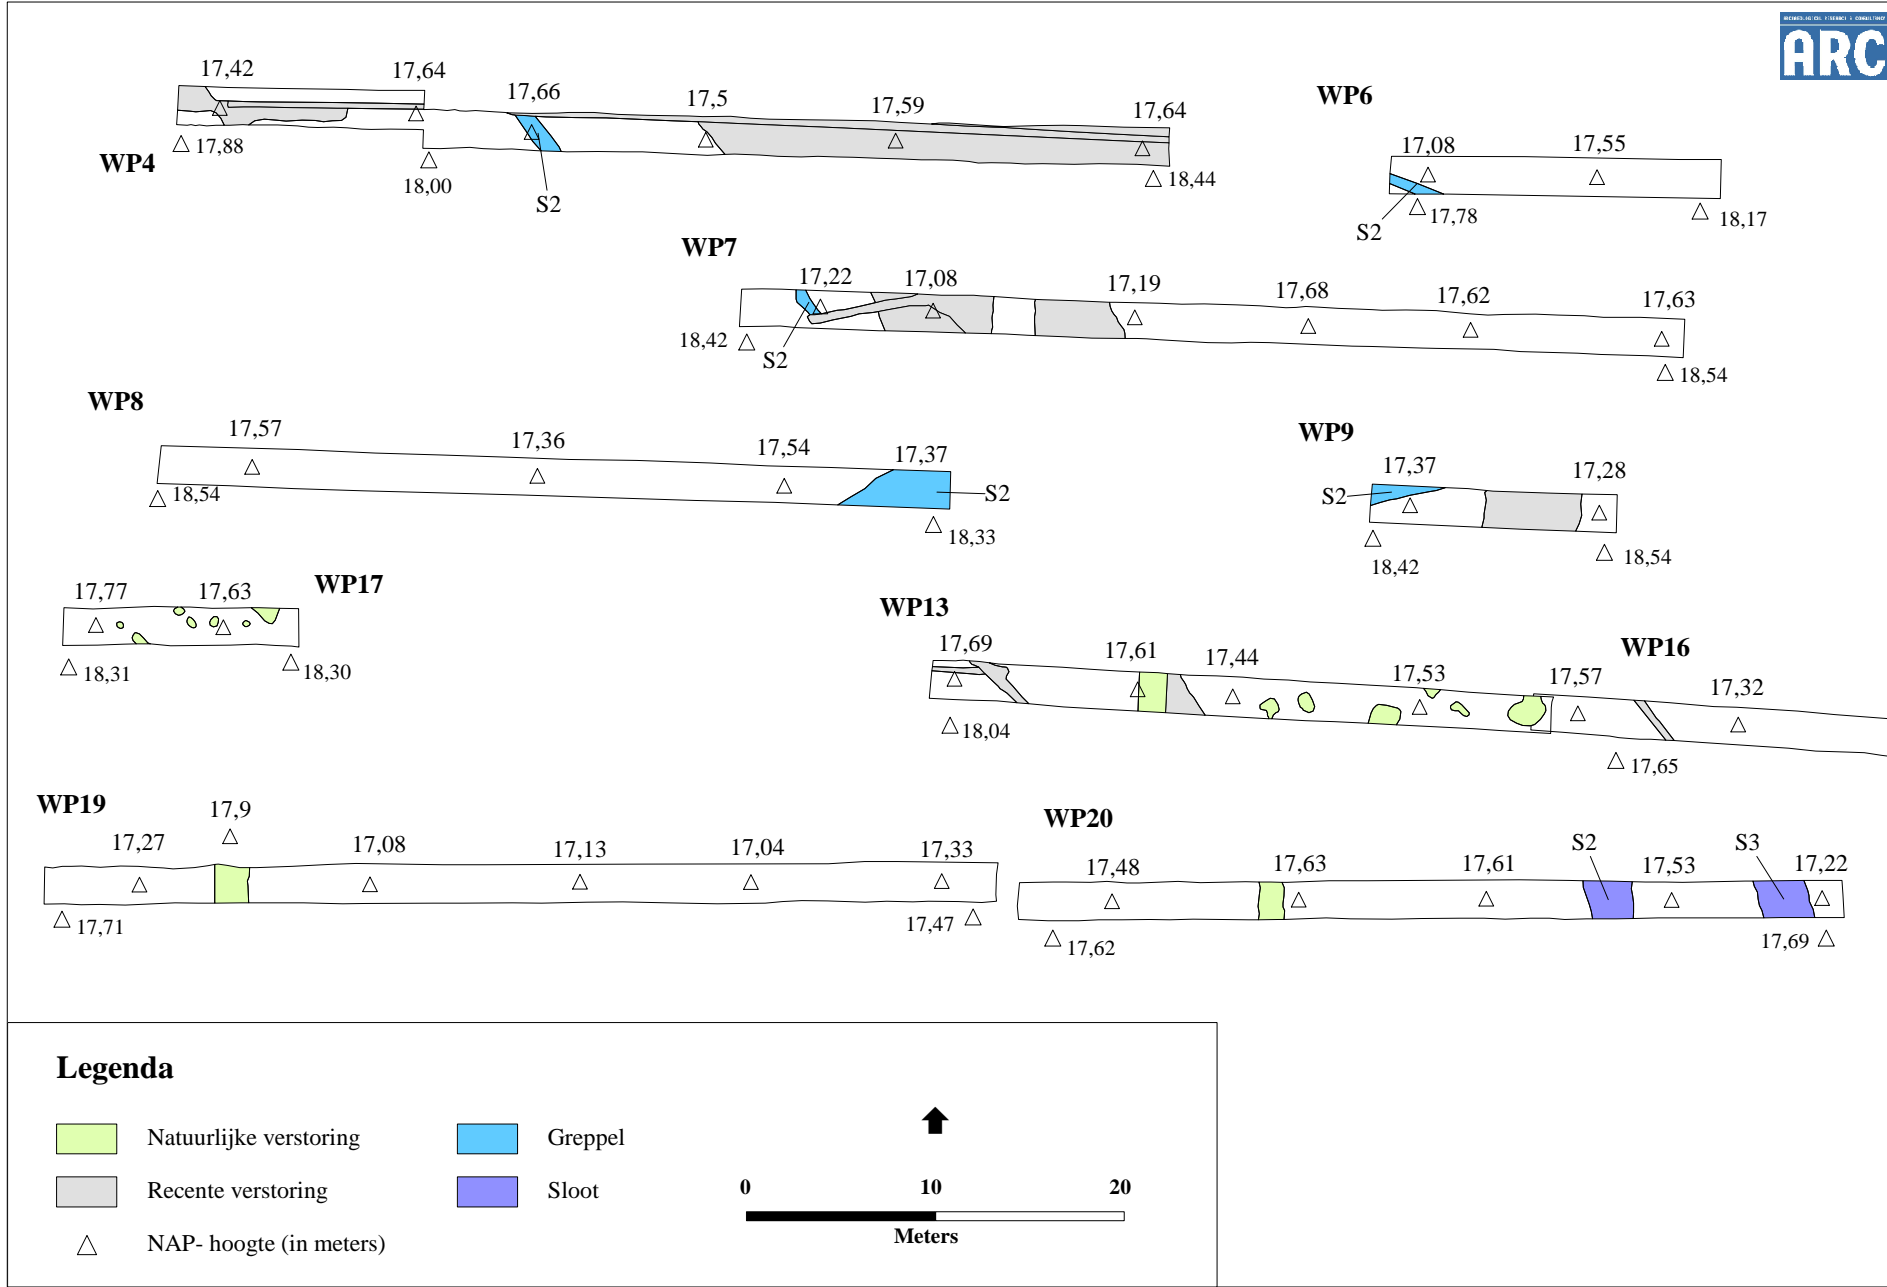 ARCHAEOLOGICAL RESEARCH & CONSULTANCY
ARC
17,42
17,64
17,66
17,5
17,59
17,64
WP4
17,88
18,00
S2
18,44
WP6
17,08
17,55
S2
17,78
18,17
WP7
17,22
17,08
17,19
17,68
17,62
17,63
18,42
S2
18,54
WP8
17,57
17,36
17,54
17,37
18,54
S2
18,33
WP9
17,37
17,28
S2
18,42
18,54
WP17
17,77
17,63
18,31
18,30
WP13
17,69
17,61
17,44
17,53
17,57
WP16
17,32
18,04
17,65
WP19
17,9
17,27
17,08
17,13
17,04
17,33
17,71
17,47
WP20
17,48
17,63
17,61
S2
17,53
S3
17,22
17,62
17,69
Legenda
Natuurlijke verstoring
Greppel
Recente verstoring
Sloot
NAP- hoogte (in meters)
0 10 20
Meters